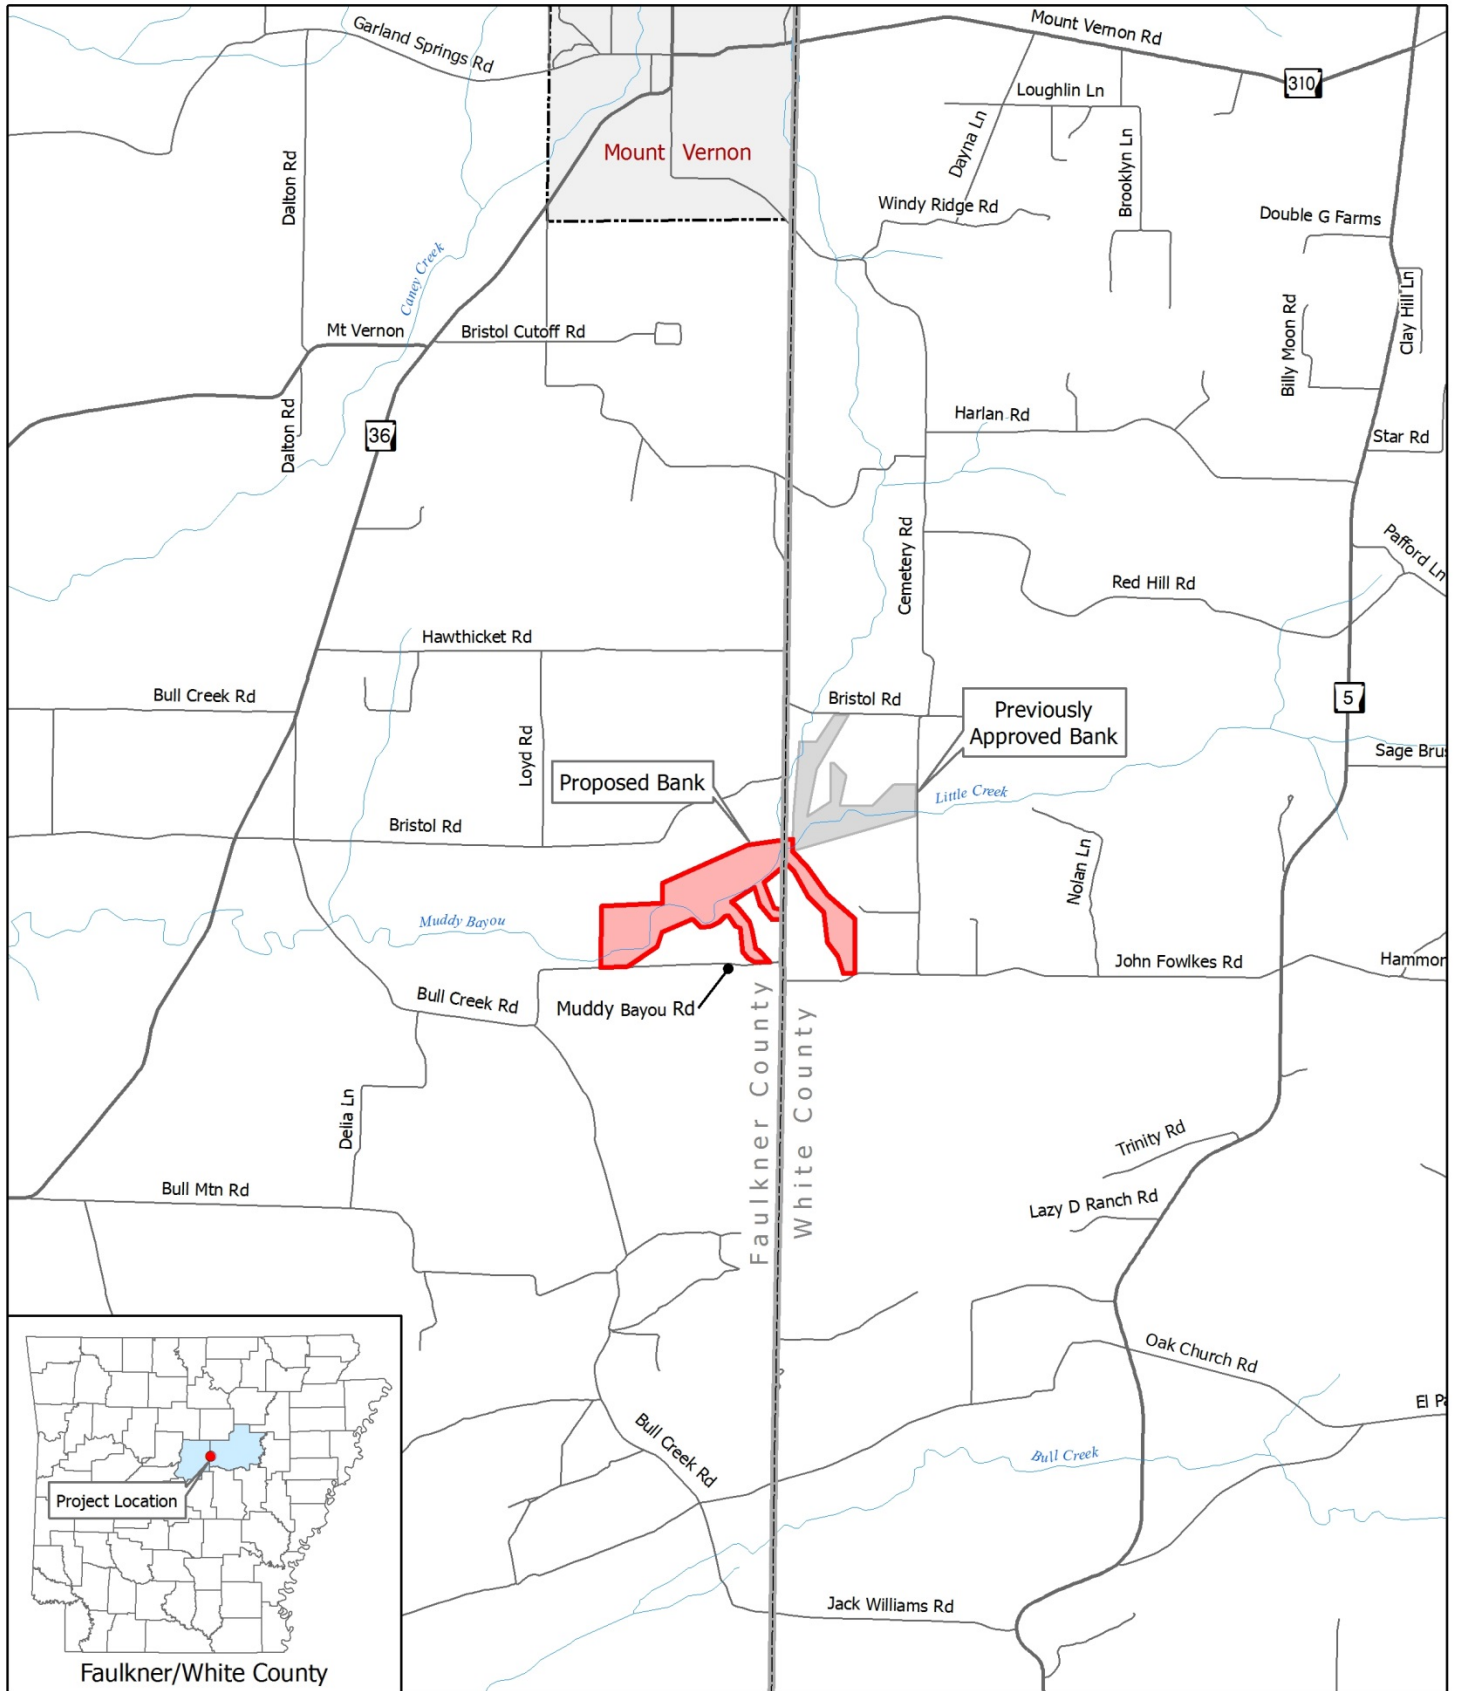 Garland Springs Rd
Mount Vernon Rd
310
Loughlin Ln
Dayna Ln
Brooklyn Ln
Mount Vernon
Dalton Rd
Windy Ridge Rd
Double G Farms
Caney Creek
Clay Hill Ln
Billy Moon Rd
Mt Vernon
Bristol Cutoff Rd
Dalton Rd
36
Harlan Rd
Star Rd
Cemetery Rd
Pafford Ln
Red Hill Rd
Hawthicket Rd
Bull Creek Rd
Bristol Rd
5
Previously
Approved Bank
Loyd Rd
Sage Brus
Proposed Bank
Little Creek
Bristol Rd
Nolan Ln
Muddy Bayou
John Fowlkes Rd
Hammon
Bull Creek Rd
Muddy Bayou Rd
Faulkner County
White County
Delia Ln
Trinity Rd
Bull Mtn Rd
Lazy D Ranch Rd
Oak Church Rd
El Pa
Bull Creek Rd
Bull Creek
Project Location
Jack Williams Rd
Faulkner/White County